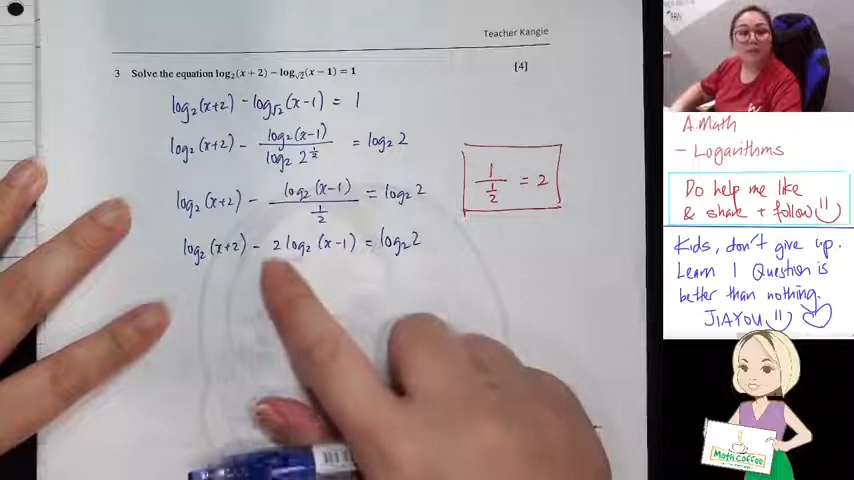 Teacher Kangie
3 Solve the equation log₂(x + 2) − log√₂(x − 1) = 1 [4]
log₂(x+2) - log√₂(x-1) = 1
log₂(x+2) - log₂(x-1) / log₂ 2^(1/2) = log₂ 2
log₂(x+2) - log₂(x-1) / (1/2) = log₂ 2
log₂(x+2) - 2 log₂(x-1) = log₂ 2
1 / (1/2) = 2
A.Math
- Logarithms
Do help me like
& share + follow
Kids, don't give up.
Learn 1 Question is
better than nothing.
JIAYOU
Math Coffee